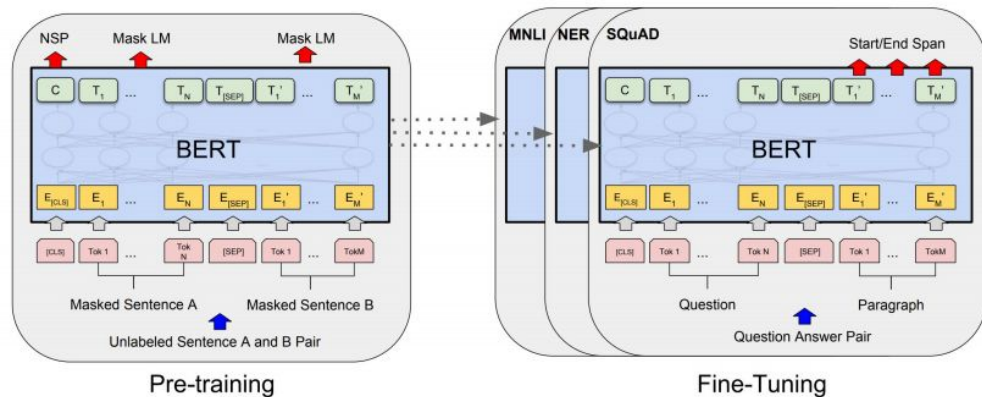 NSP Mask LM Mask LM
C T1 ... TN T[SEP] T1' ... TM'
BERT
E[CLS] E1 ... EN E[SEP] E1' ... EM'
[CLS] Tok 1 ... Tok N [SEP] Tok 1 ... TokM
Masked Sentence A Masked Sentence B
Unlabeled Sentence A and B Pair
Pre-training
MNLI NER SQuAD
Start/End Span
C T1 ... TN T[SEP] T1' ... TM'
BERT
E[CLS] E1 ... EN E[SEP] E1' ... EM'
[CLS] Tok 1 ... Tok N [SEP] Tok 1 ... TokM
Question Paragraph
Question Answer Pair
Fine-Tuning